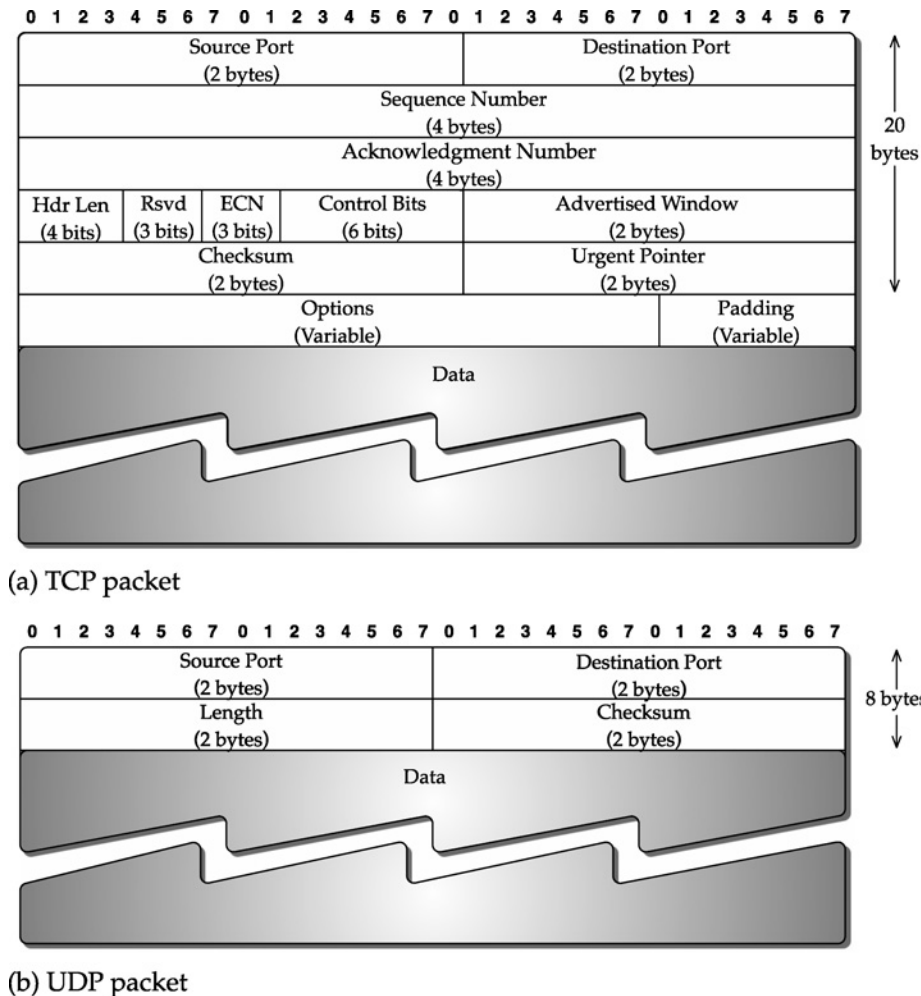 0 1 2 3 4 5 6 7 0 1 2 3 4 5 6 7 0 1 2 3 4 5 6 7 0 1 2 3 4 5 6 7
Source Port Destination Port
(2 bytes) (2 bytes)
Sequence Number
(4 bytes)
20
bytes
Acknowledgment Number
(4 bytes)
Hdr Len Rsvd ECN Control Bits Advertised Window
(4 bits) (3 bits) (3 bits) (6 bits) (2 bytes)
Checksum Urgent Pointer
(2 bytes) (2 bytes)
Options Padding
(Variable) (Variable)
Data
(a) TCP packet
0 1 2 3 4 5 6 7 0 1 2 3 4 5 6 7 0 1 2 3 4 5 6 7 0 1 2 3 4 5 6 7
Source Port Destination Port
(2 bytes) (2 bytes)
8 bytes
Length Checksum
(2 bytes) (2 bytes)
Data
(b) UDP packet